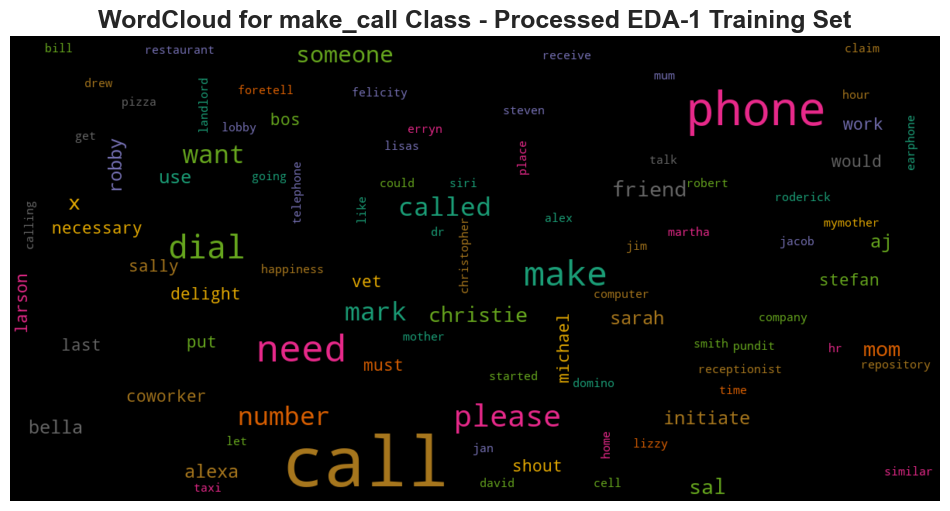 WordCloud for make_call Class - Processed EDA-1 Training Set
bill
restaurant
someone
receive
claim
drew
pizza
landlord
foretell
felicity
mum
phone
hour
steven
get
lobby
bos
erryn
work
earphone
robby
want
lisas
place
talk
would
use
going
telephone
could
siri
friend
robert
roderick
x
like
called
calling
necessary
dr
alex
martha
mymother
dial
christopher
jim
jacob
aj
sally
happiness
make
larson
delight
vet
computer
stefan
mark
christie
michael
sarah
company
last
put
need
mother
smith
pundit
hr
mom
must
receptionist
repository
started
domino
time
coworker
number
please
initiate
bella
let
call
jan
home
lizzy
alexa
shout
similar
taxi
david
cell
sal